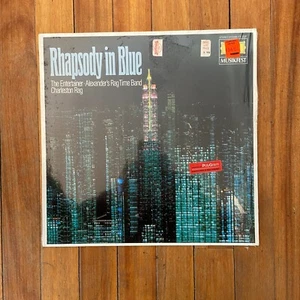 Rhapsody in Blue
The Entertainer · Alexander's Rag Time Band
Charleston Rag
MUSIKFEST